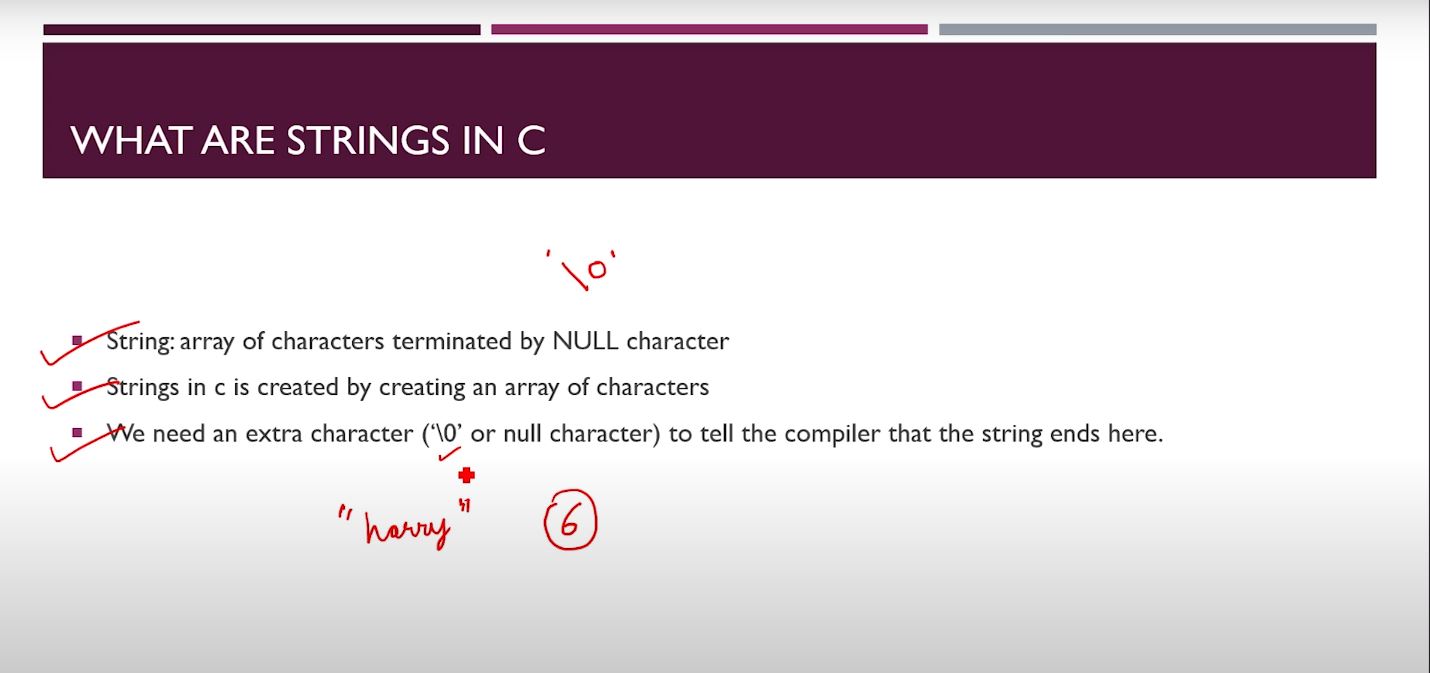 WHAT ARE STRINGS IN C
'\0'
String: array of characters terminated by NULL character
Strings in c is created by creating an array of characters
We need an extra character ('\0' or null character) to tell the compiler that the string ends here.
"harry" 6